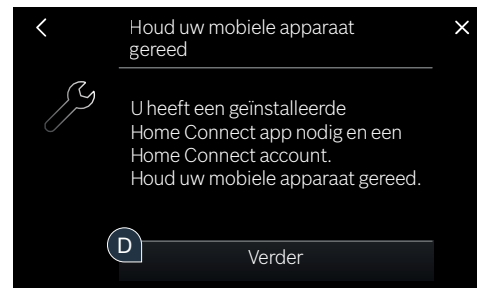 Houd uw mobiele apparaat
gereed
U heeft een geïnstalleerde
Home Connect app nodig en een
Home Connect account.
Houd uw mobiele apparaat gereed.
D
Verder